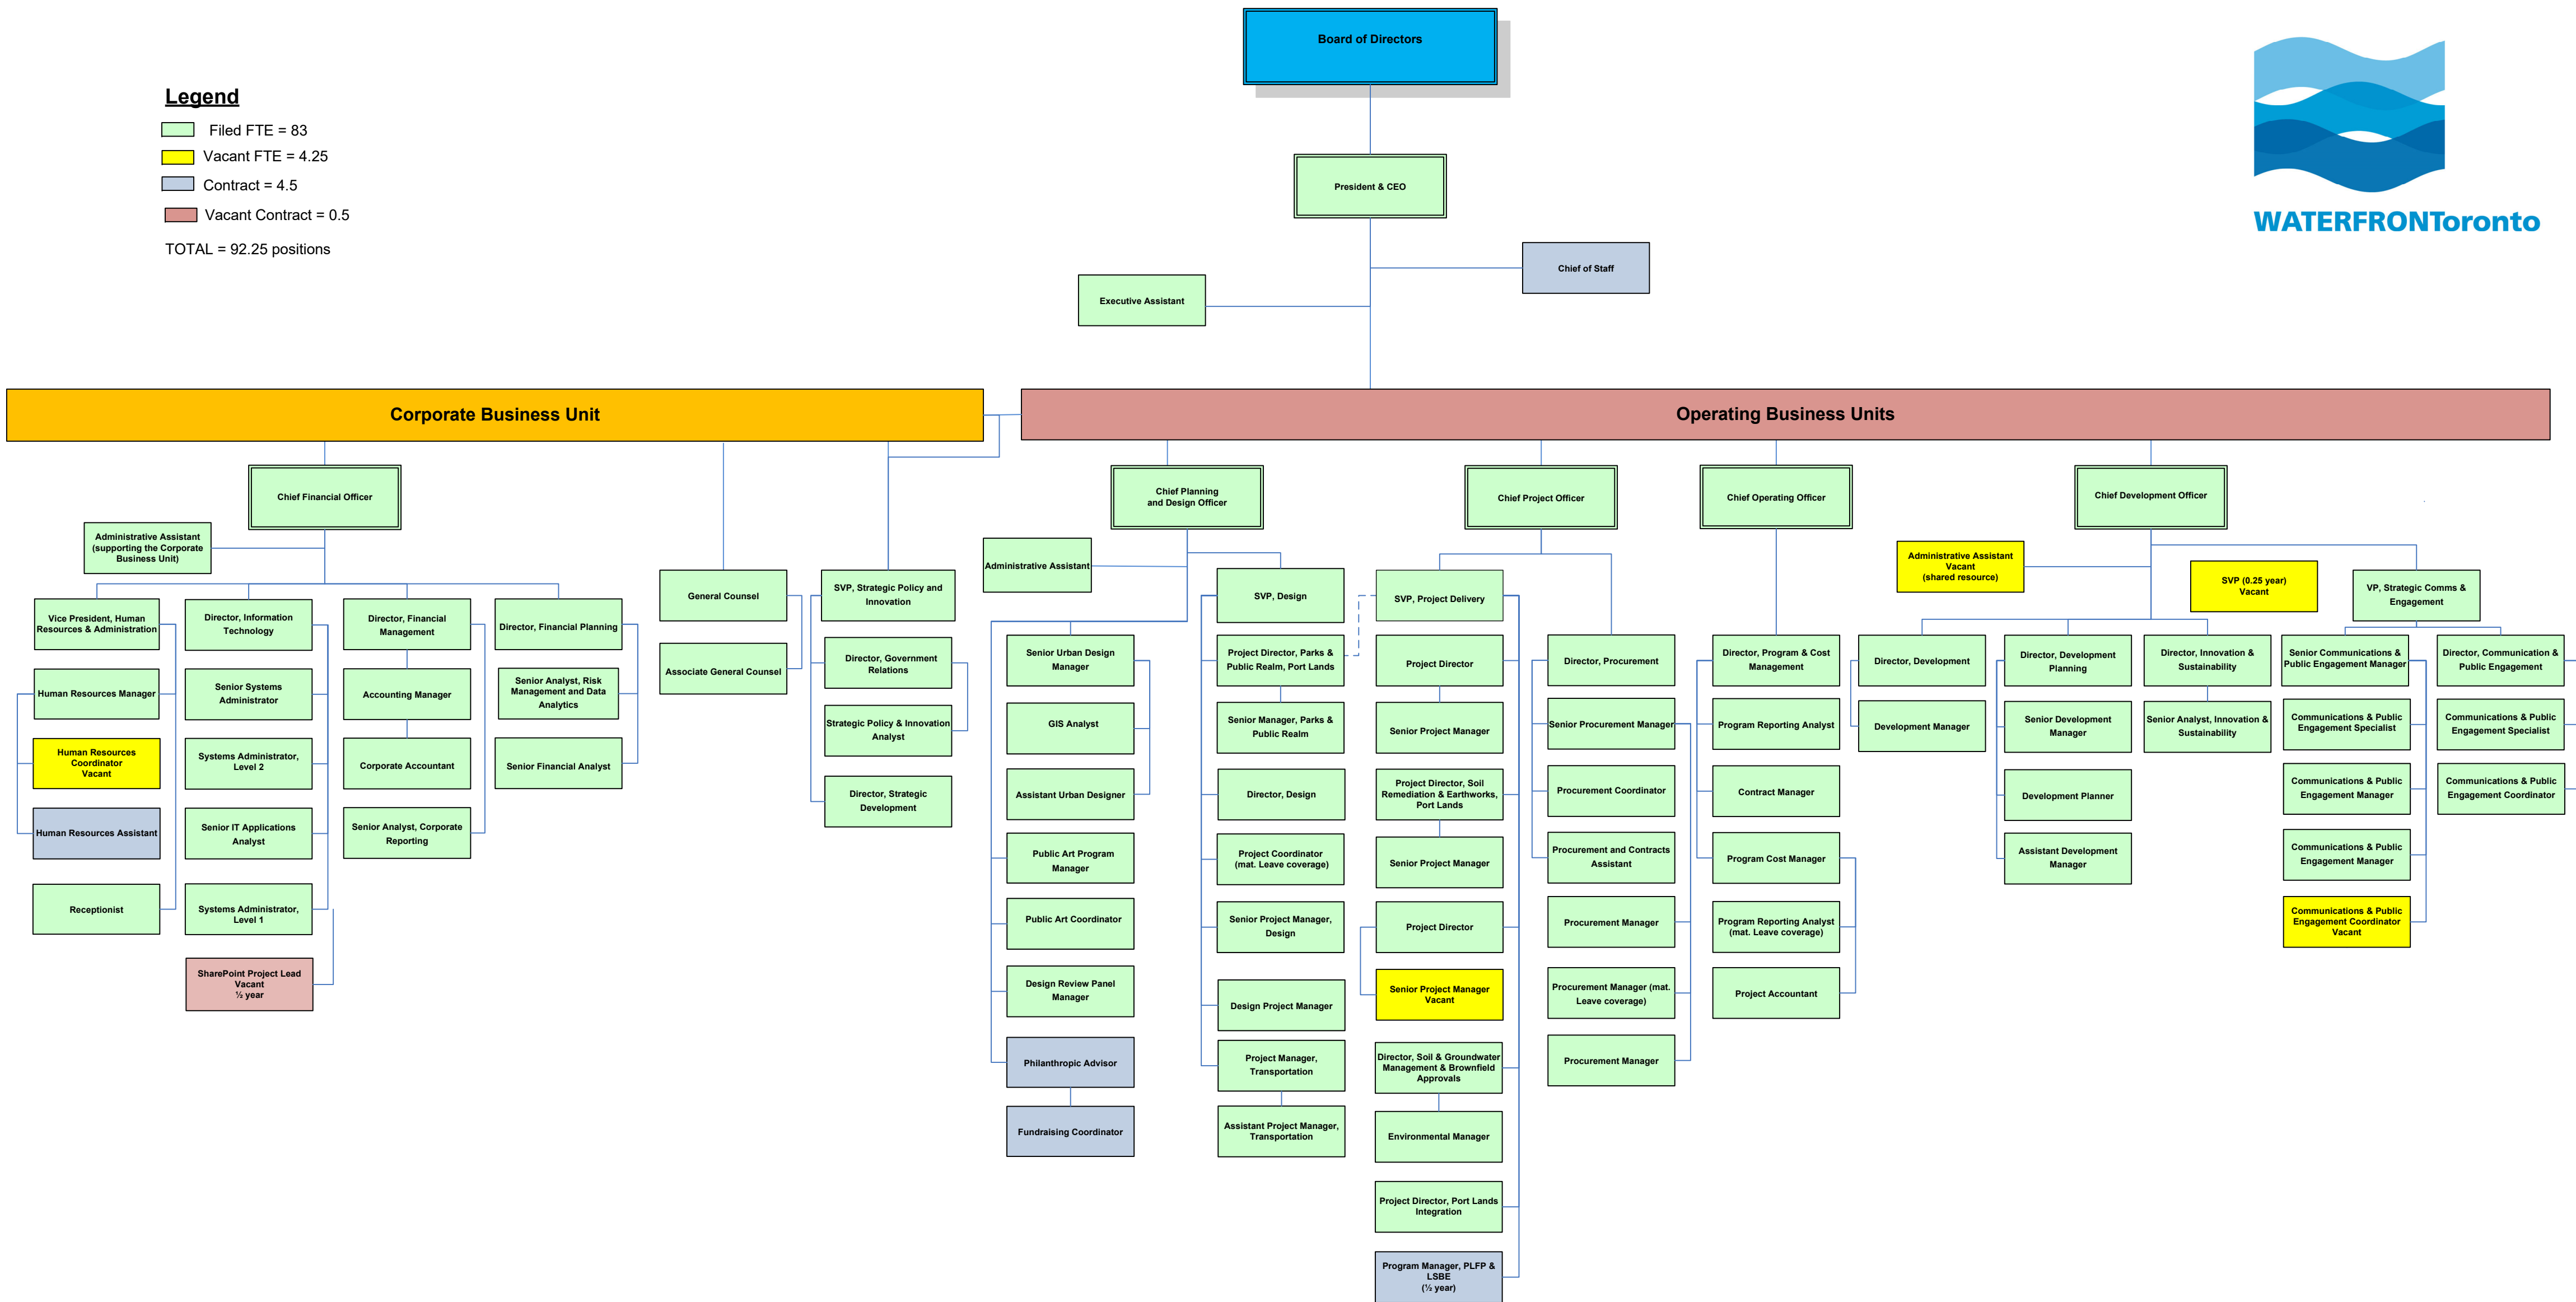 Board of Directors
Legend
Filed FTE = 83
Vacant FTE = 4.25
Contract = 4.5
Vacant Contract = 0.5
TOTAL = 92.25 positions
WATERFRONToronto
President & CEO
Chief of Staff
Executive Assistant
Corporate Business Unit
Operating Business Units
Chief Financial Officer
Administrative Assistant
(supporting the Corporate
Business Unit)
Vice President, Human
Resources & Administration
Human Resources Manager
Human Resources
Coordinator
Vacant
Human Resources Assistant
Receptionist
Director, Information
Technology
Senior Systems
Administrator
Systems Administrator,
Level 2
Senior IT Applications
Analyst
Systems Administrator,
Level 1
SharePoint Project Lead
Vacant
½ year
Director, Financial
Management
Accounting Manager
Corporate Accountant
Senior Analyst, Corporate
Reporting
Director, Financial Planning
Senior Analyst, Risk
Management and Data
Analytics
Senior Financial Analyst
General Counsel
Associate General Counsel
SVP, Strategic Policy and
Innovation
Director, Government
Relations
Strategic Policy & Innovation
Analyst
Director, Strategic
Development
Chief Planning
and Design Officer
Administrative Assistant
Senior Urban Design
Manager
GIS Analyst
Assistant Urban Designer
Public Art Program
Manager
Public Art Coordinator
Design Review Panel
Manager
Philanthropic Advisor
Fundraising Coordinator
SVP, Design
Project Director, Parks &
Public Realm, Port Lands
Senior Manager, Parks &
Public Realm
Director, Design
Project Coordinator
(mat. Leave coverage)
Senior Project Manager,
Design
Design Project Manager
Project Manager,
Transportation
Assistant Project Manager,
Transportation
Chief Project Officer
SVP, Project Delivery
Project Director
Senior Project Manager
Project Director, Soil
Remediation & Earthworks,
Port Lands
Senior Project Manager
Project Director
Senior Project Manager
Vacant
Director, Soil & Groundwater
Management & Brownfield
Approvals
Environmental Manager
Project Director, Port Lands
Integration
Program Manager, PLFP &
LSBE
(½ year)
Director, Procurement
Senior Procurement Manager
Procurement Coordinator
Procurement and Contracts
Assistant
Procurement Manager
Procurement Manager (mat.
Leave coverage)
Procurement Manager
Chief Operating Officer
Director, Program & Cost
Management
Program Reporting Analyst
Contract Manager
Program Cost Manager
Program Reporting Analyst
(mat. Leave coverage)
Project Accountant
Chief Development Officer
Administrative Assistant
Vacant
(shared resource)
SVP (0.25 year)
Vacant
VP, Strategic Comms &
Engagement
Director, Development
Development Manager
Director, Development
Planning
Senior Development
Manager
Development Planner
Assistant Development
Manager
Director, Innovation &
Sustainability
Senior Analyst, Innovation &
Sustainability
Senior Communications &
Public Engagement Manager
Communications & Public
Engagement Specialist
Communications & Public
Engagement Manager
Communications & Public
Engagement Manager
Communications & Public
Engagement Coordinator
Vacant
Director, Communication &
Public Engagement
Communications & Public
Engagement Specialist
Communications & Public
Engagement Coordinator